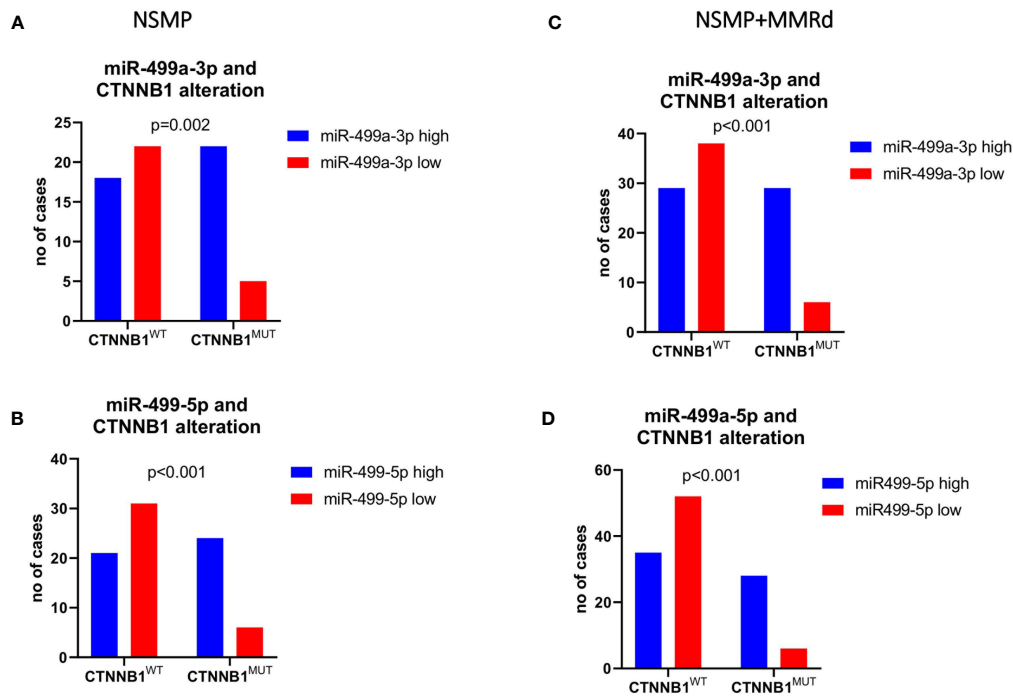 A
NSMP
miR-499a-3p and
CTNNB1 alteration
p=0.002
miR-499a-3p high
miR-499a-3p low
no of cases
25
20
15
10
5
0
CTNNB1WT
CTNNB1MUT
B
miR-499-5p and
CTNNB1 alteration
p<0.001
miR-499-5p high
miR-499-5p low
no of cases
40
30
20
10
0
CTNNB1WT
CTNNB1MUT
C
NSMP+MMRd
miR-499a-3p and
CTNNB1 alteration
p<0.001
miR-499a-3p high
miR-499a-3p low
no of cases
40
30
20
10
0
CTNNB1WT
CTNNB1MUT
D
miR-499a-5p and
CTNNB1 alteration
p<0.001
miR499-5p high
miR499-5p low
no of cases
60
40
20
0
CTNNB1WT
CTNNB1MUT